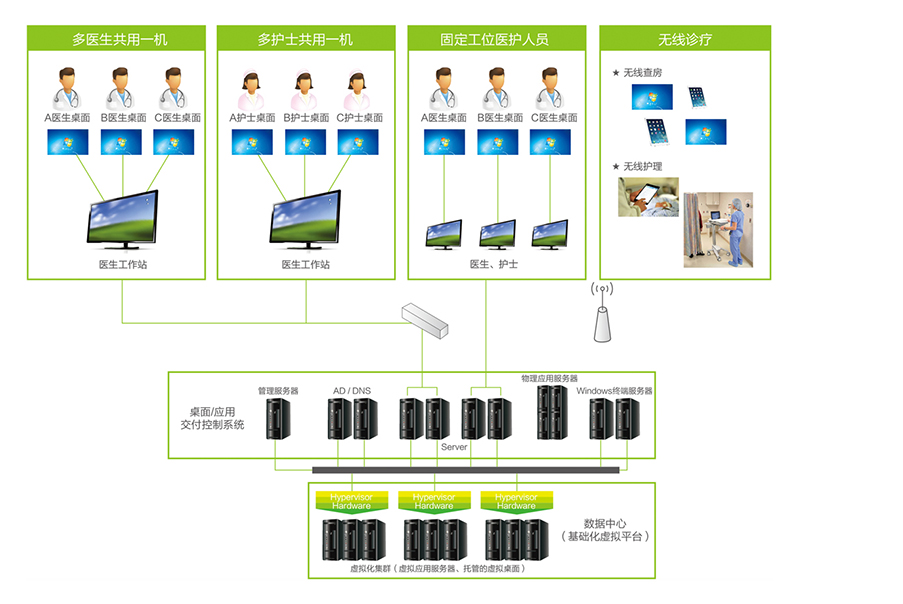 多医生共用一机
多护士共用一机
固定工位医护人员
无线诊疗
A医生桌面
B医生桌面
C医生桌面
医生工作站
A护士桌面
B护士桌面
C护士桌面
医生工作站
A医生桌面
B医生桌面
C医生桌面
医生、护士
★ 无线查房
★ 无线护理
桌面/应用
交付控制系统
管理服务器
AD / DNS
Server
物理应用服务器
Windows终端服务器
Hypervisor
Hardware
Hypervisor
Hardware
Hypervisor
Hardware
虚拟化集群（虚拟应用服务器、托管的虚拟桌面）
数据中心
（基础化虚拟平台）